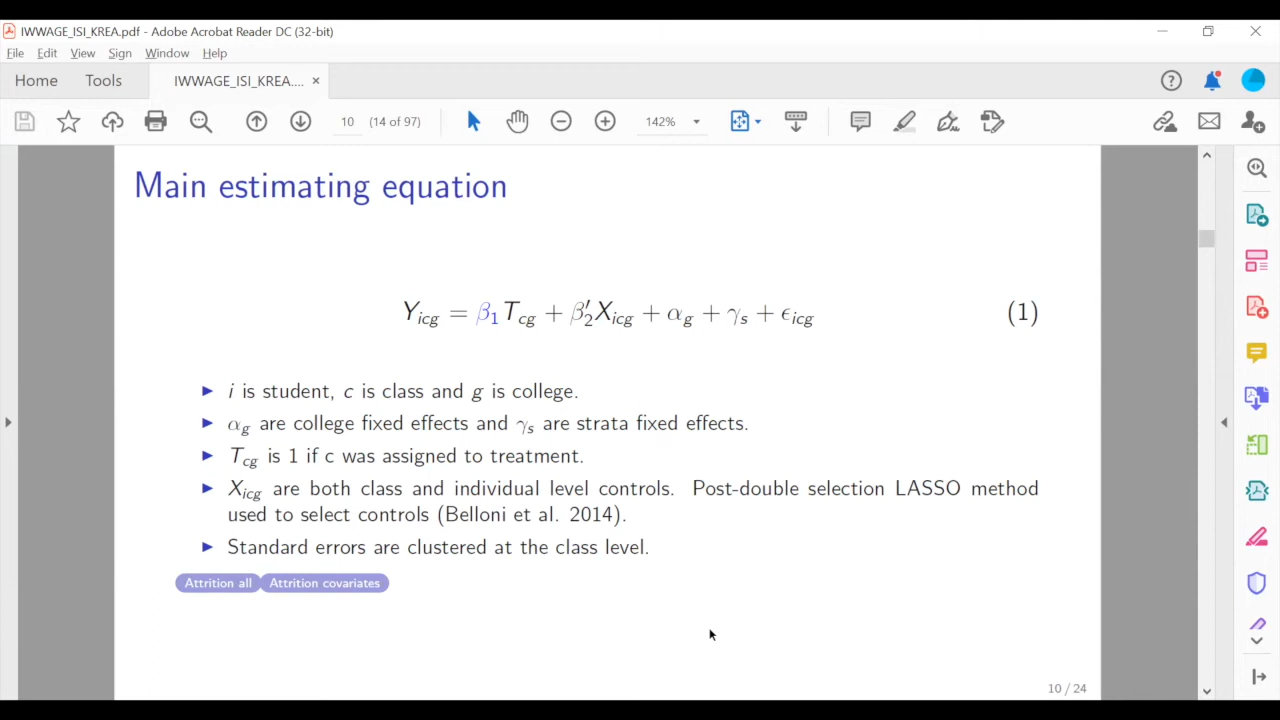 IWWAGE_ISI_KREA.pdf - Adobe Acrobat Reader DC (32-bit)
File Edit View Sign Window Help
Home Tools IWWAGE_ISI_KREA.... ×
10 (14 of 97) 142%
Main estimating equation
Y_icg = β_1 T_cg + β′_2 X_icg + α_g + γ_s + ϵ_icg (1)
▶ i is student, c is class and g is college.
▶ α_g are college fixed effects and γ_s are strata fixed effects.
▶ T_cg is 1 if c was assigned to treatment.
▶ X_icg are both class and individual level controls. Post-double selection LASSO method
used to select controls (Belloni et al. 2014).
▶ Standard errors are clustered at the class level.
Attrition all Attrition covariates
10 / 24